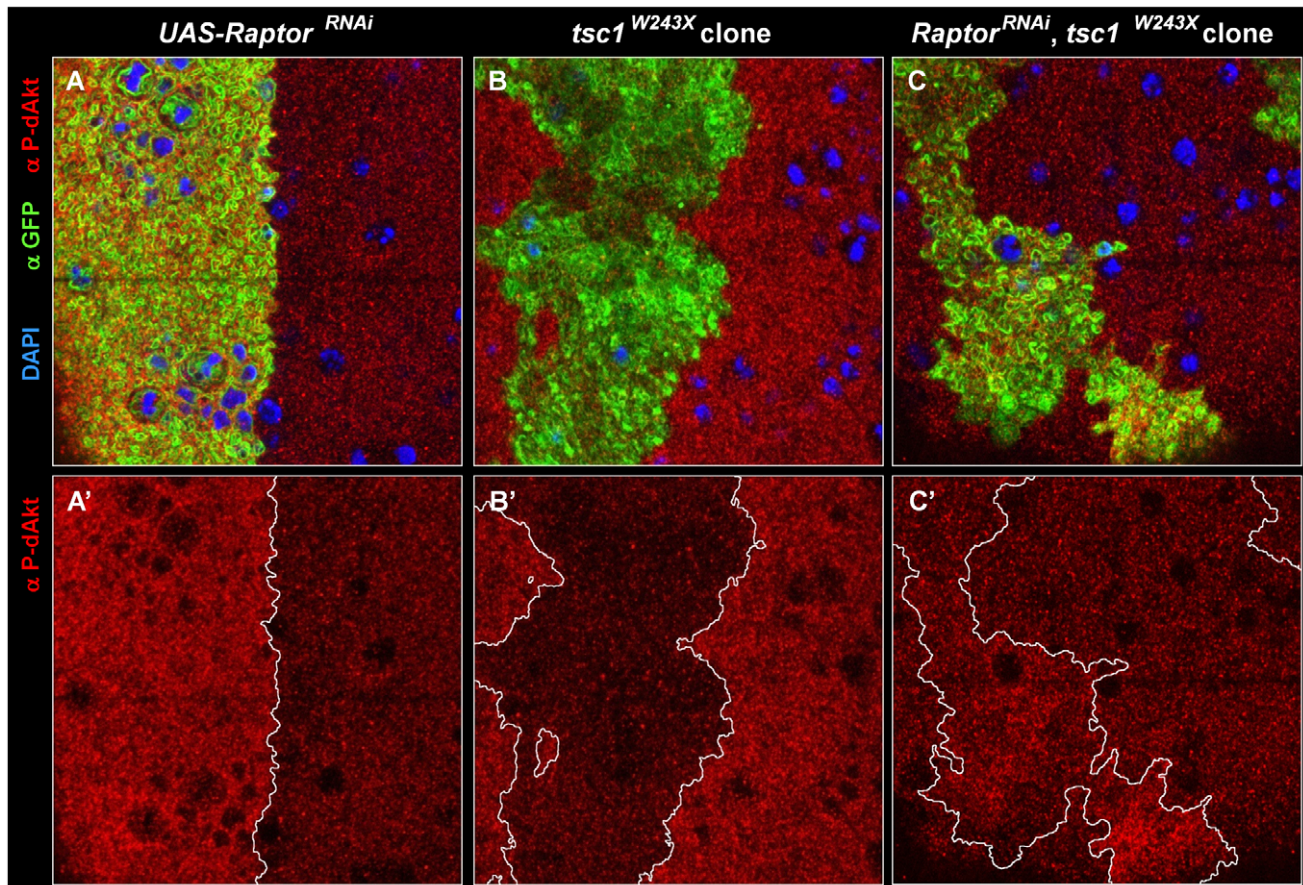 UAS-Raptor RNAi
tsc1 W243X clone
Raptor RNAi, tsc1 W243X clone
α P-dAkt
α GFP
DAPI
A
B
C
α P-dAkt
A'
B'
C'